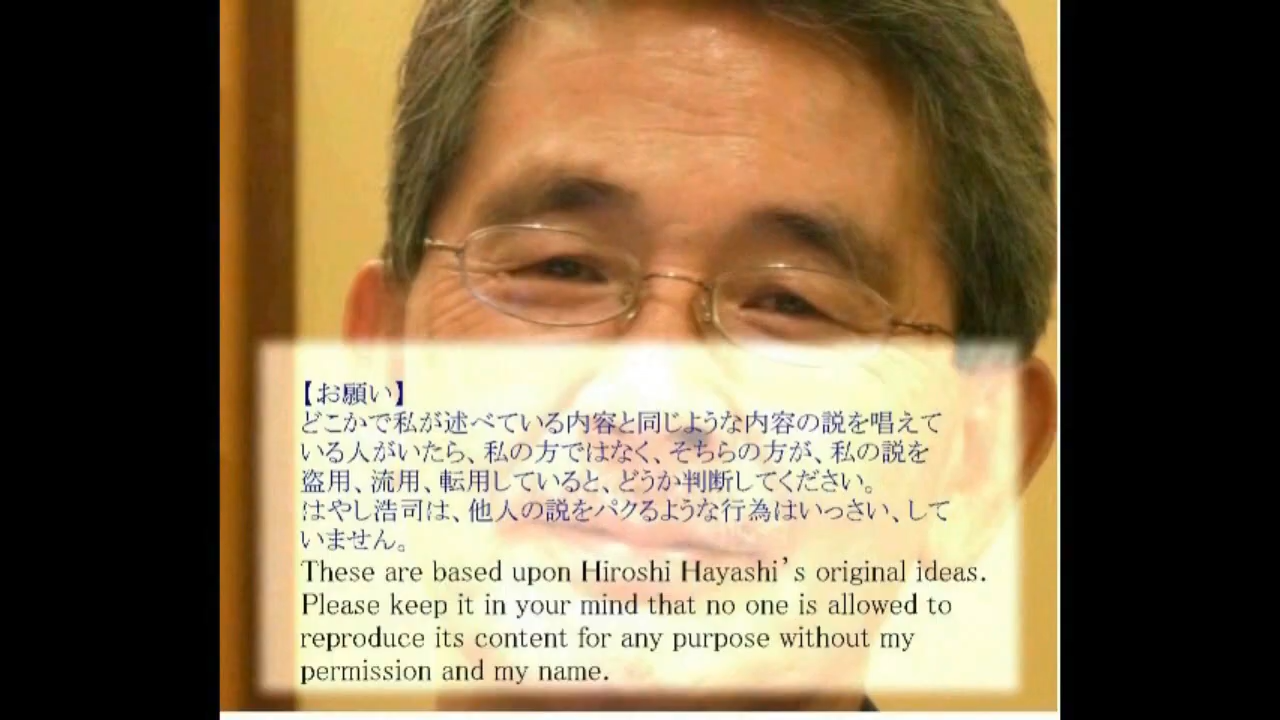 【お願い】
どこかで私が述べている内容と同じような内容の説を唱えて
いる人がいたら、私の方ではなく、そちらの方が、私の説を
盗用、流用、転用していると、どうか判断してください。
はやし浩司は、他人の説をパクるような行為はいっさい、して
いません。
These are based upon Hiroshi Hayashi's original ideas.
Please keep it in your mind that no one is allowed to
reproduce its content for any purpose without my
permission and my name.